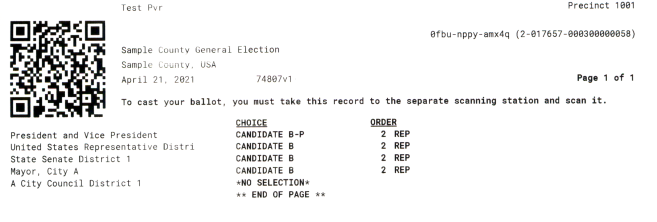 Test Pvr Precinct 1001
0fbu-nppy-amx4q (2-017657-000300000058)
Sample County General Election
Sample County, USA
April 21, 2021 74807v1 Page 1 of 1
To cast your ballot, you must take this record to the separate scanning station and scan it.
CHOICE ORDER
President and Vice President CANDIDATE B-P 2 REP
United States Representative Distri CANDIDATE B 2 REP
State Senate District 1 CANDIDATE B 2 REP
Mayor, City A CANDIDATE B 2 REP
A City Council District 1 *NO SELECTION*
** END OF PAGE **